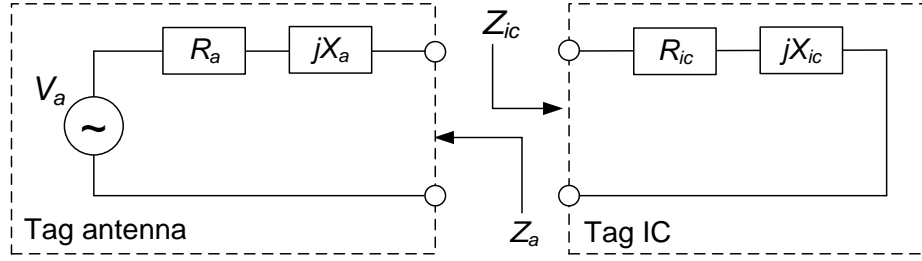 R_a
jX_a
Z_ic
R_ic
jX_ic
V_a
~
Tag antenna
Z_a
Tag IC